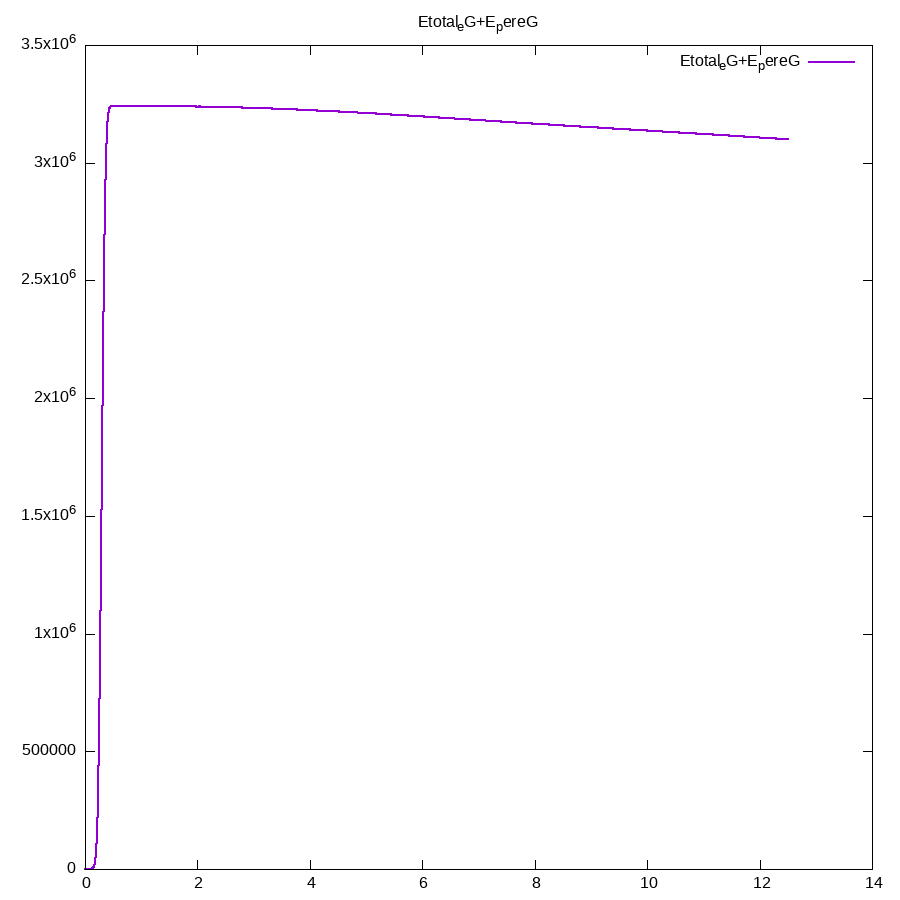 Etotal_eG+E_pereG
3.5x10^6
Etotal_eG+E_pereG
3x10^6
2.5x10^6
2x10^6
1.5x10^6
1x10^6
500000
0
0 2 4 6 8 10 12 14